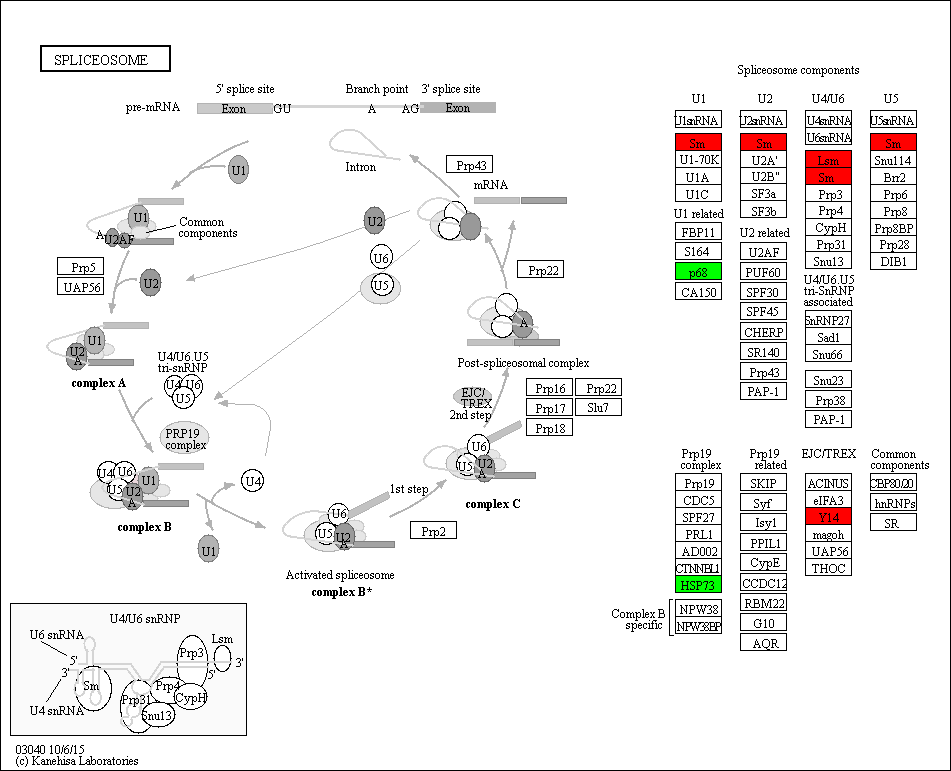 SPLICEOSOME
5' splice site
Branch point
3' splice site
pre-mRNA
Exon
GU
A
AG
Exon
U1
Intron
Prp43
mRNA
U1
A
U2AF
Common
components
U2
U6
U5
Prp5
UAP56
U2
Prp22
A
U1
U2
A
complex A
U4/U6.U5
tri-snRNP
U4
U6
U5
PRP19
complex
Post-spliceosomal complex
EJC/
TREX
2nd step
Prp16
Prp22
Prp17
Slu7
Prp18
U4
U6
U5
U1
U2
A
complex B
U4
U1
1st step
U6
U5
U2
A
Prp2
Activated spliceosome
complex B*
U6
U5
U2
A
complex C
Spliceosome components
U1
U1snRNA
Sm
U1-70K
U1A
U1C
U1 related
FBP11
S164
p68
CA150
U2
U2snRNA
Sm
U2A'
U2B"
SF3a
SF3b
U2 related
U2AF
PUF60
SPF30
SPF45
CHERP
SR140
Prp43
PAP-1
U4/U6
U4snRNA
U6snRNA
Lsm
Sm
Prp3
Prp4
CypH
Prp31
Snu13
U4/U6.U5
tri-SnRNP
associated
SnRNP27
Sad1
Snu66
Snu23
Prp38
PAP-1
U5
U5snRNA
Sm
Snu114
Brr2
Prp6
Prp8
Prp8BP
Prp28
DIB1
Prp19
complex
Prp19
CDC5
SPF27
PRL1
AD002
CTNNBL1
HSP73
Complex B
specific
NPW38
NPW38BP
Prp19
related
SKIP
Syf
Isy1
PPIL1
CypE
CCDC12
RBM22
G10
AQR
EJC/TREX
ACINUS
eIFA3
Y14
magoh
UAP56
THOC
Common
components
CBP80/20
hnRNPs
SR
U4/U6 snRNP
U6 snRNA
5'
3'
Sm
U4 snRNA
Prp3
Lsm
3'
5'
Prp4
Prp31
CypH
Snu13
03040 10/6/15
(c) Kanehisa Laboratories